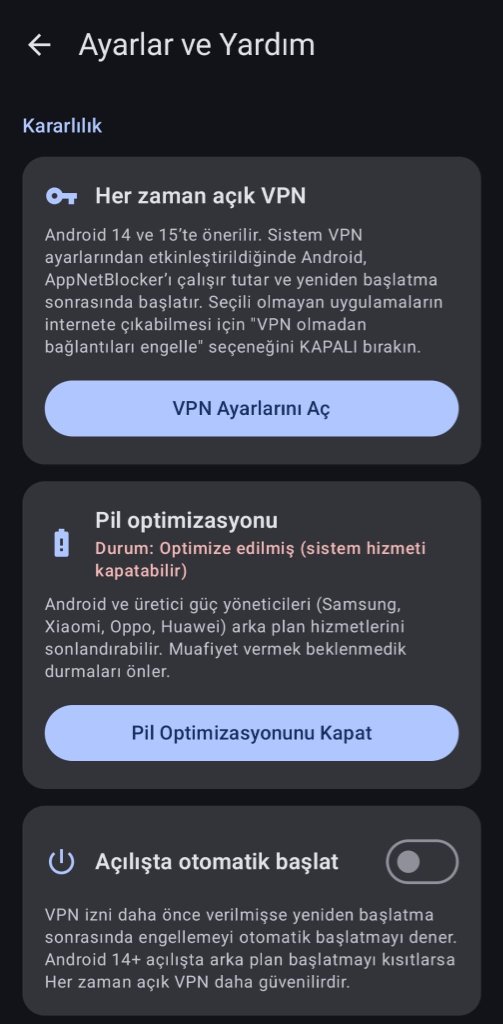 Ayarlar ve Yardım
Kararlılık
Her zaman açık VPN
Android 14 ve 15’te önerilir. Sistem VPN
ayarlarından etkinleştirildiğinde Android,
AppNetBlocker’ı çalışır tutar ve yeniden başlatma
sonrasında başlatır. Seçili olmayan uygulamaların
internete çıkabilmesi için "VPN olmadan
bağlantıları engelle" seçeneğini KAPALI bırakın.
VPN Ayarlarını Aç
Pil optimizasyonu
Durum: Optimize edilmiş (sistem hizmeti
kapatabilir)
Android ve üretici güç yöneticileri (Samsung,
Xiaomi, Oppo, Huawei) arka plan hizmetlerini
sonlandırabilir. Muafiyet vermek beklenmedik
durmaları önler.
Pil Optimizasyonunu Kapat
Açılışta otomatik başlat
VPN izni daha önce verilmişse yeniden başlatma
sonrasında engellemeyi otomatik başlatmayı dener.
Android 14+ açılışta arka plan başlatmayı kısıtlarsa
Her zaman açık VPN daha güvenilirdir.